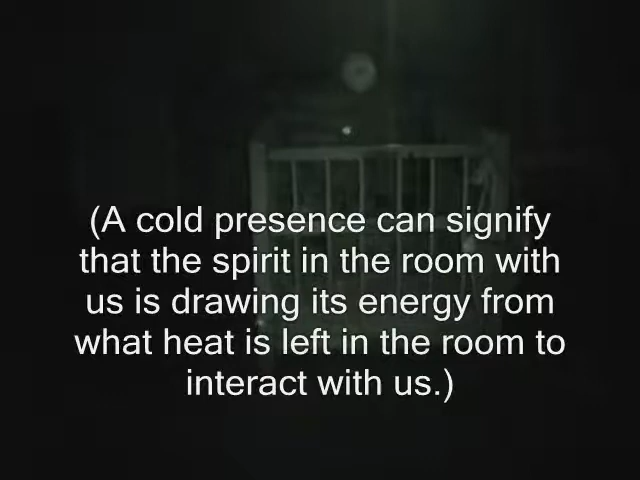 (A cold presence can signify
that the spirit in the room with
us is drawing its energy from
what heat is left in the room to
interact with us.)